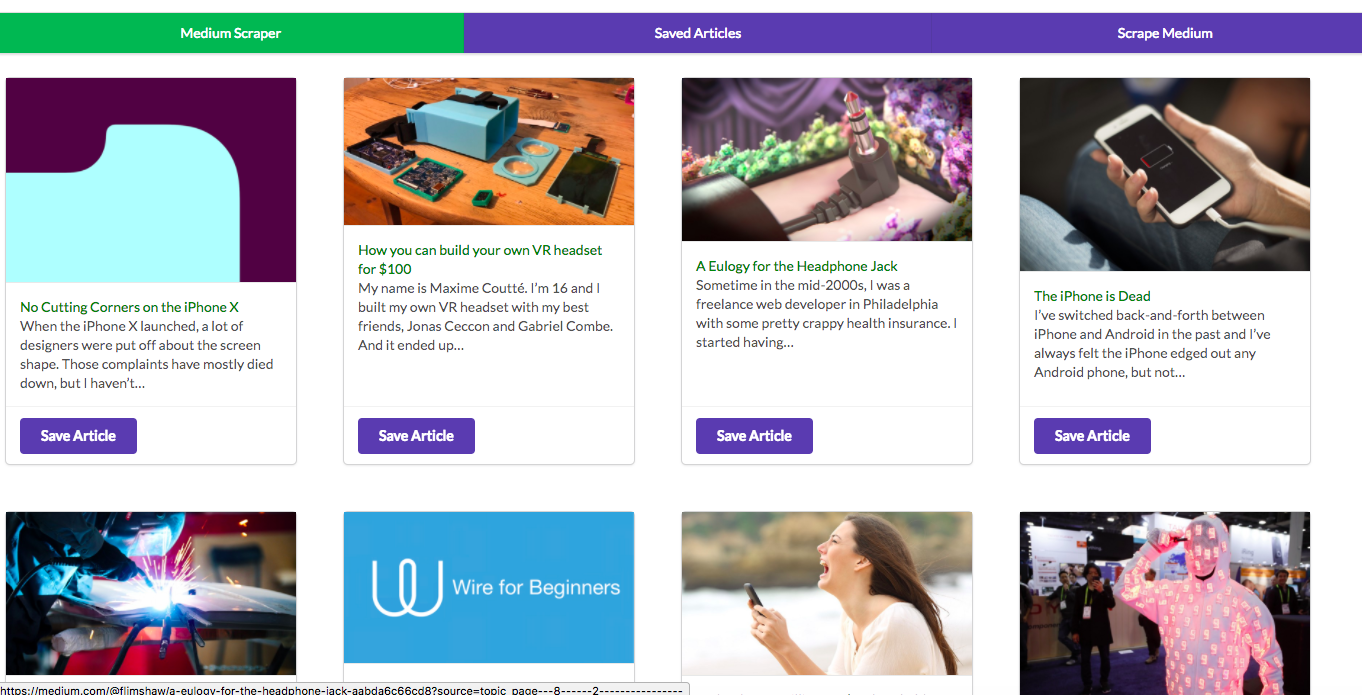 Medium Scraper
Saved Articles
Scrape Medium
No Cutting Corners on the iPhone X
When the iPhone X launched, a lot of
designers were put off about the screen
shape. Those complaints have mostly died
down, but I haven’t...
Save Article
How you can build your own VR headset
for $100
My name is Maxime Coutté. I’m 16 and I
built my own VR headset with my best
friends, Jonas Ceccon and Gabriel Combe.
And it ended up...
Save Article
A Eulogy for the Headphone Jack
Sometime in the mid-2000s, I was a
freelance web developer in Philadelphia
with some pretty crappy health insurance. I
started having...
Save Article
The iPhone is Dead
I’ve switched back-and-forth between
iPhone and Android in the past and I’ve
always felt the iPhone edged out any
Android phone, but not...
Save Article
Wire for Beginners
https://medium.com/@flimshaw/a-eulogy-for-the-headphone-jack-aabda6c66cd8?source=topic_page---8------2----------------